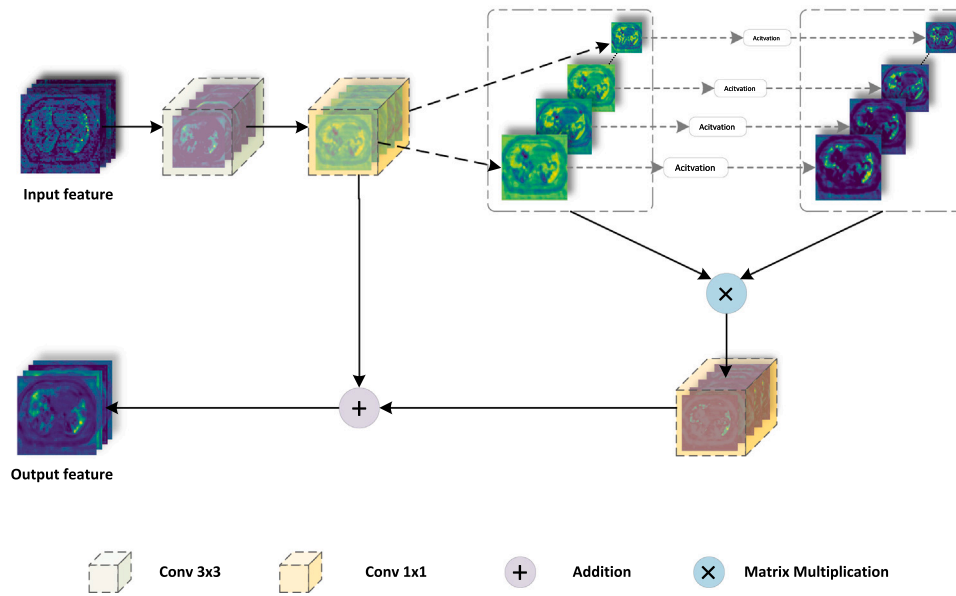 Acitvation
Acitvation
Acitvation
Acitvation
Input feature
Output feature
Conv 3x3
Conv 1x1
Addition
Matrix Multiplication